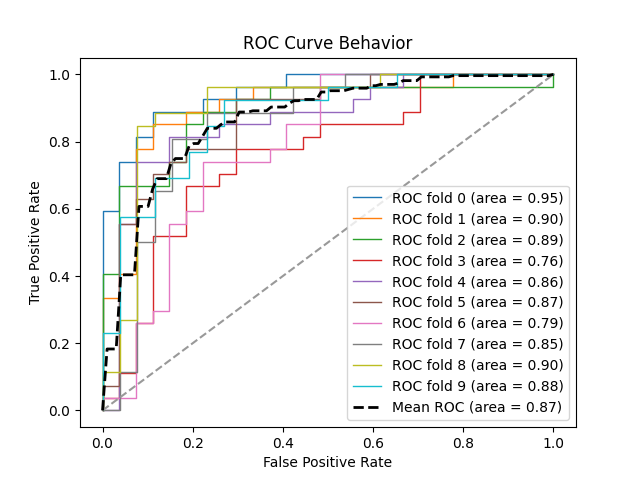 ROC Curve Behavior
True Positive Rate
1.0
0.8
0.6
0.4
0.2
0.0
ROC fold 0 (area = 0.95)
ROC fold 1 (area = 0.90)
ROC fold 2 (area = 0.89)
ROC fold 3 (area = 0.76)
ROC fold 4 (area = 0.86)
ROC fold 5 (area = 0.87)
ROC fold 6 (area = 0.79)
ROC fold 7 (area = 0.85)
ROC fold 8 (area = 0.90)
ROC fold 9 (area = 0.88)
Mean ROC (area = 0.87)
0.0 0.2 0.4 0.6 0.8 1.0
False Positive Rate